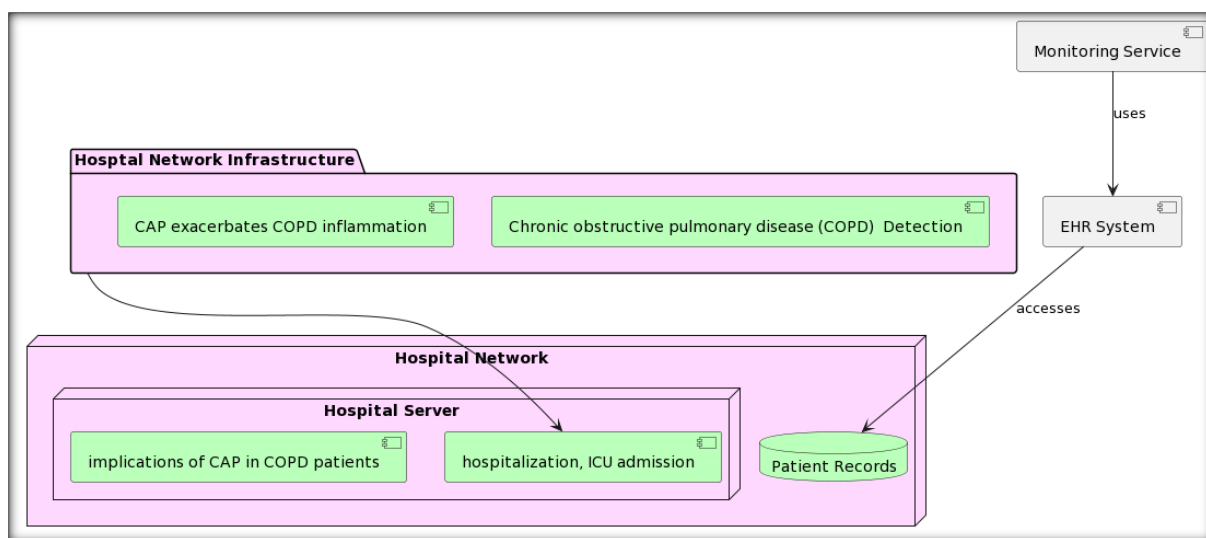 Monitoring Service
uses
Hosptal Network Infrastructure
CAP exacerbates COPD inflammation
Chronic obstructive pulmonary disease (COPD)  Detection
EHR System
accesses
Hospital Network
Hospital Server
implications of CAP in COPD patients
hospitalization, ICU admission
Patient Records